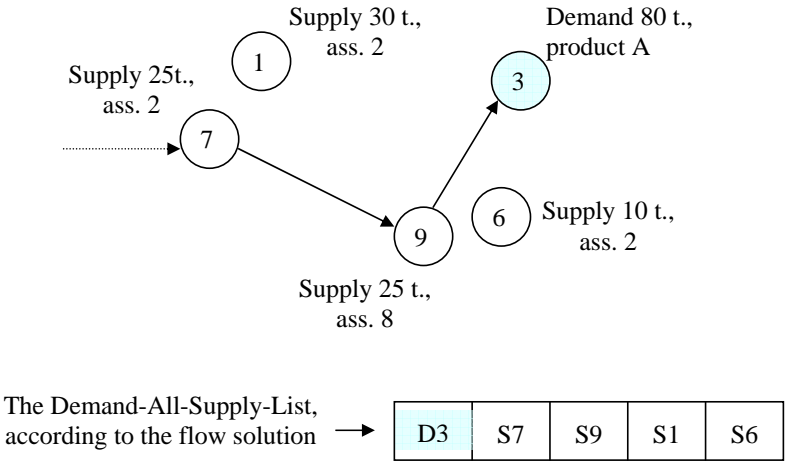 Supply 30 t.,
ass. 2
1
Demand 80 t.,
product A
3
Supply 25t.,
ass. 2
7
9
6
Supply 10 t.,
ass. 2
Supply 25 t.,
ass. 8
The Demand-All-Supply-List,
according to the flow solution
D3 S7 S9 S1 S6